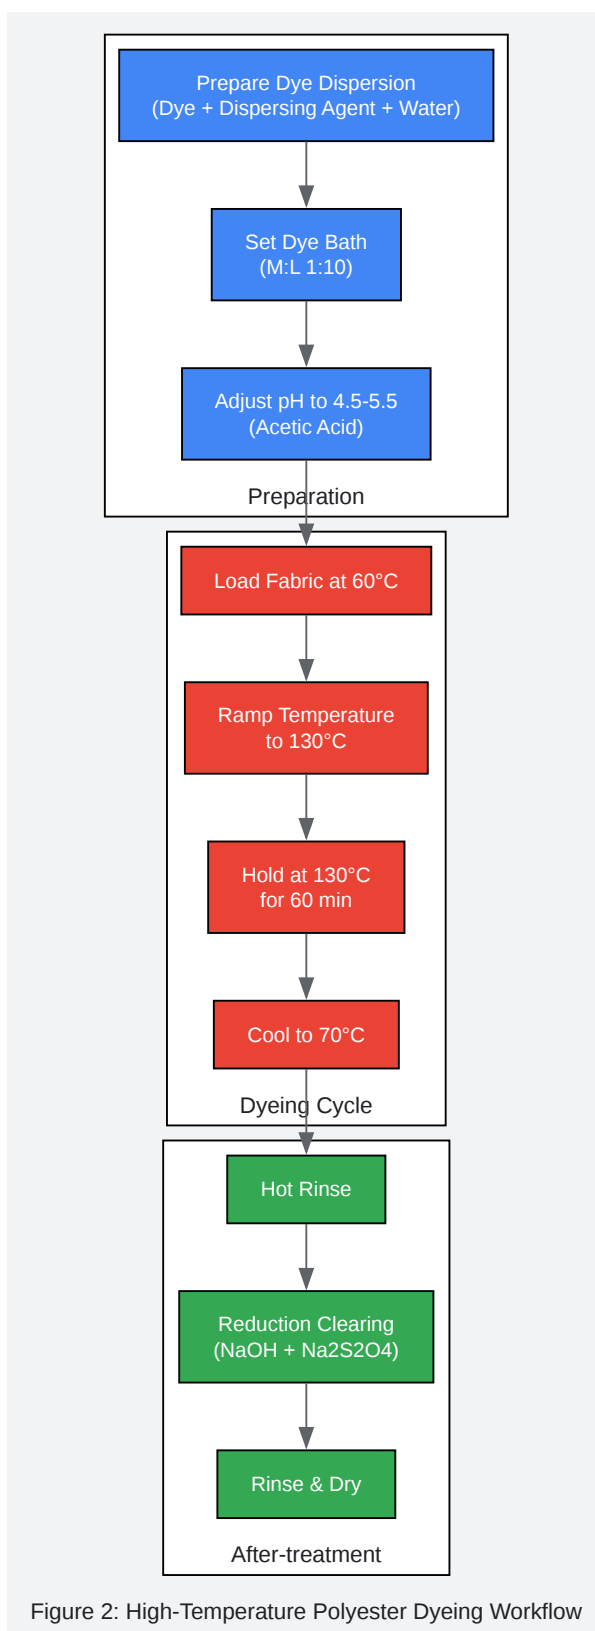 Prepare Dye Dispersion
(Dye + Dispersing Agent + Water)
Set Dye Bath
(M:L 1:10)
Adjust pH to 4.5-5.5
(Acetic Acid)
Preparation
Load Fabric at 60°C
Ramp Temperature
to 130°C
Hold at 130°C
for 60 min
Cool to 70°C
Dyeing Cycle
Hot Rinse
Reduction Clearing
(NaOH + Na2S2O4)
Rinse & Dry
After-treatment
Figure 2: High-Temperature Polyester Dyeing Workflow